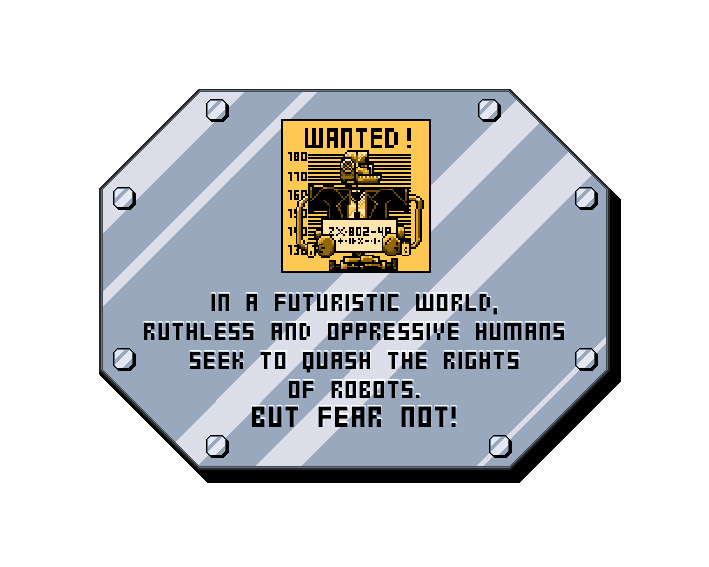 WANTED!
180
170
160
IN A FUTURISTIC WORLD,
RUTHLESS AND OPPRESSIVE HUMANS
SEEK TO QUASH THE RIGHTS
OF ROBOTS.
BUT FEAR NOT!